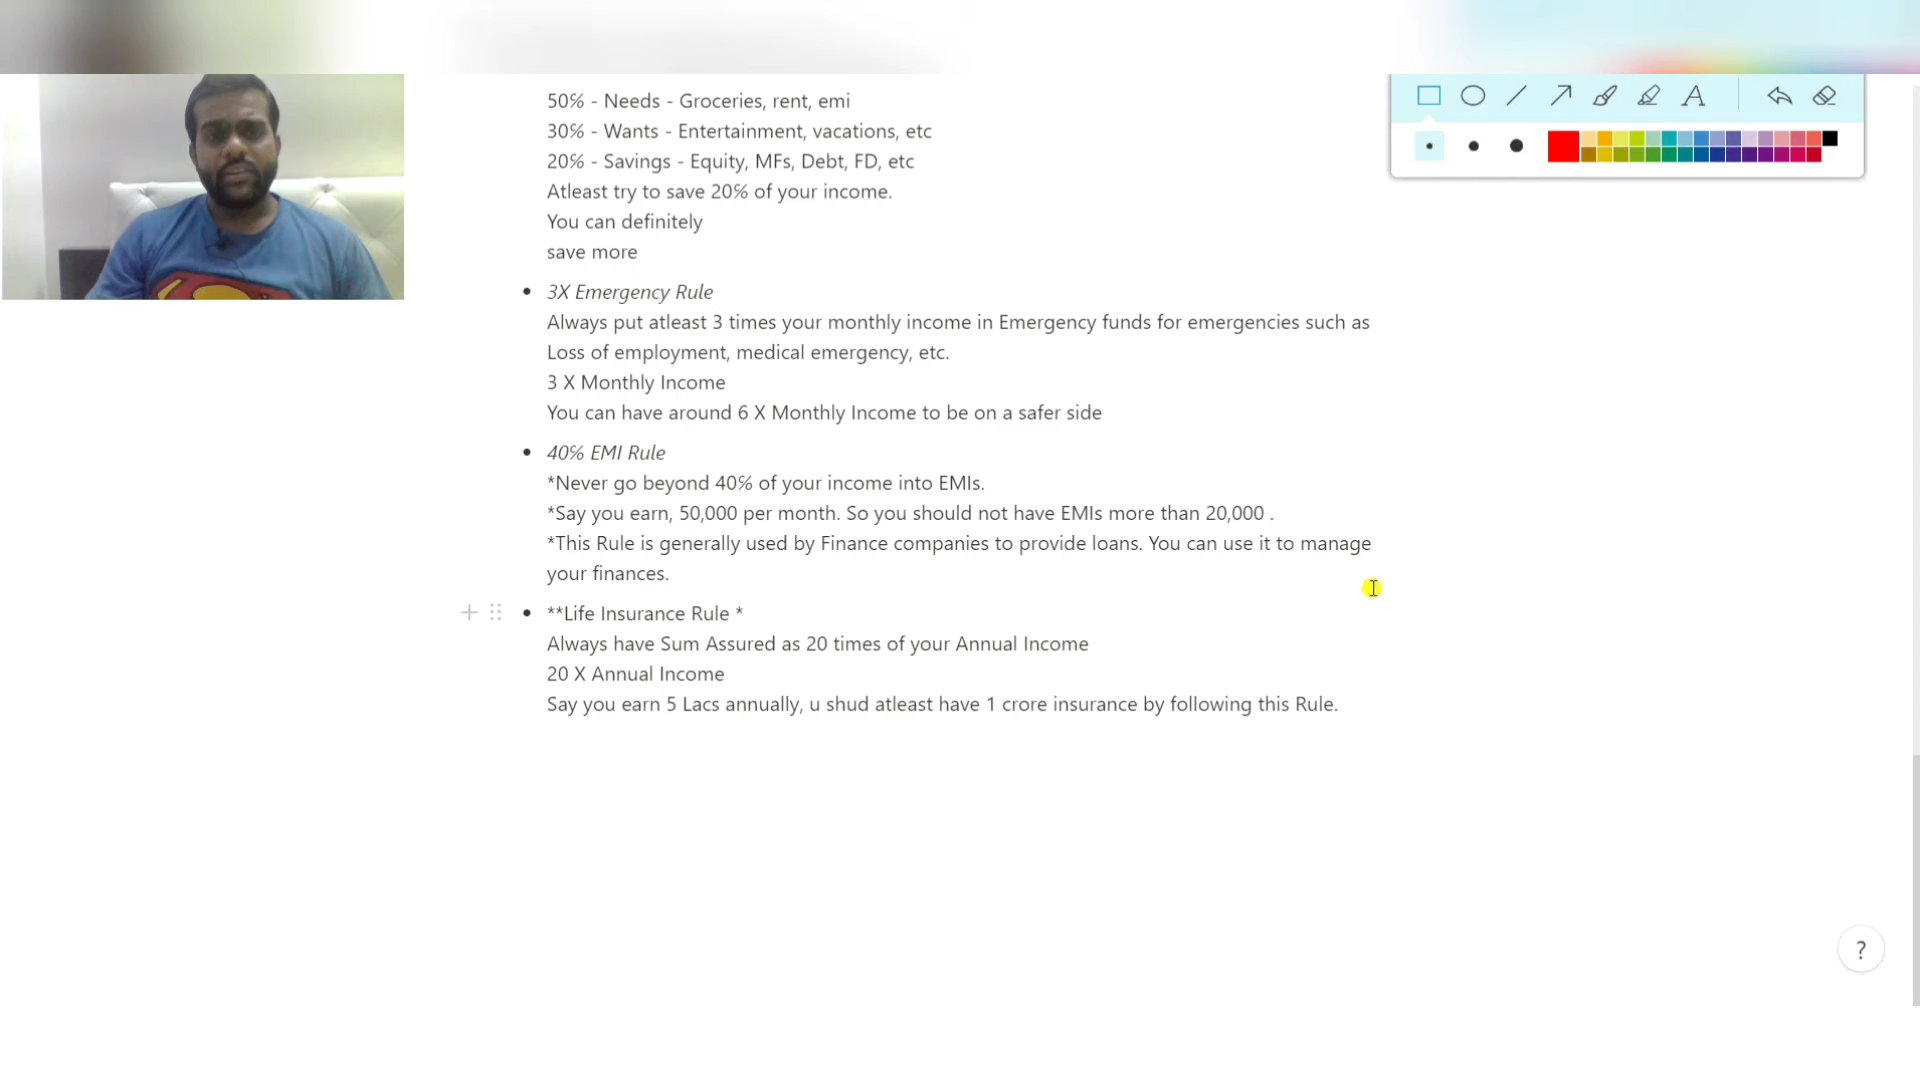 50% - Needs - Groceries, rent, emi
30% - Wants - Entertainment, vacations, etc
20% - Savings - Equity, MFs, Debt, FD, etc
Atleast try to save 20% of your income.
You can definitely
save more
• 3X Emergency Rule
Always put atleast 3 times your monthly income in Emergency funds for emergencies such as
Loss of employment, medical emergency, etc.
3 X Monthly Income
You can have around 6 X Monthly Income to be on a safer side
• 40% EMI Rule
*Never go beyond 40% of your income into EMIs.
*Say you earn, 50,000 per month. So you should not have EMIs more than 20,000 .
*This Rule is generally used by Finance companies to provide loans. You can use it to manage
your finances.
• **Life Insurance Rule *
Always have Sum Assured as 20 times of your Annual Income
20 X Annual Income
Say you earn 5 Lacs annually, u shud atleast have 1 crore insurance by following this Rule.
A
?